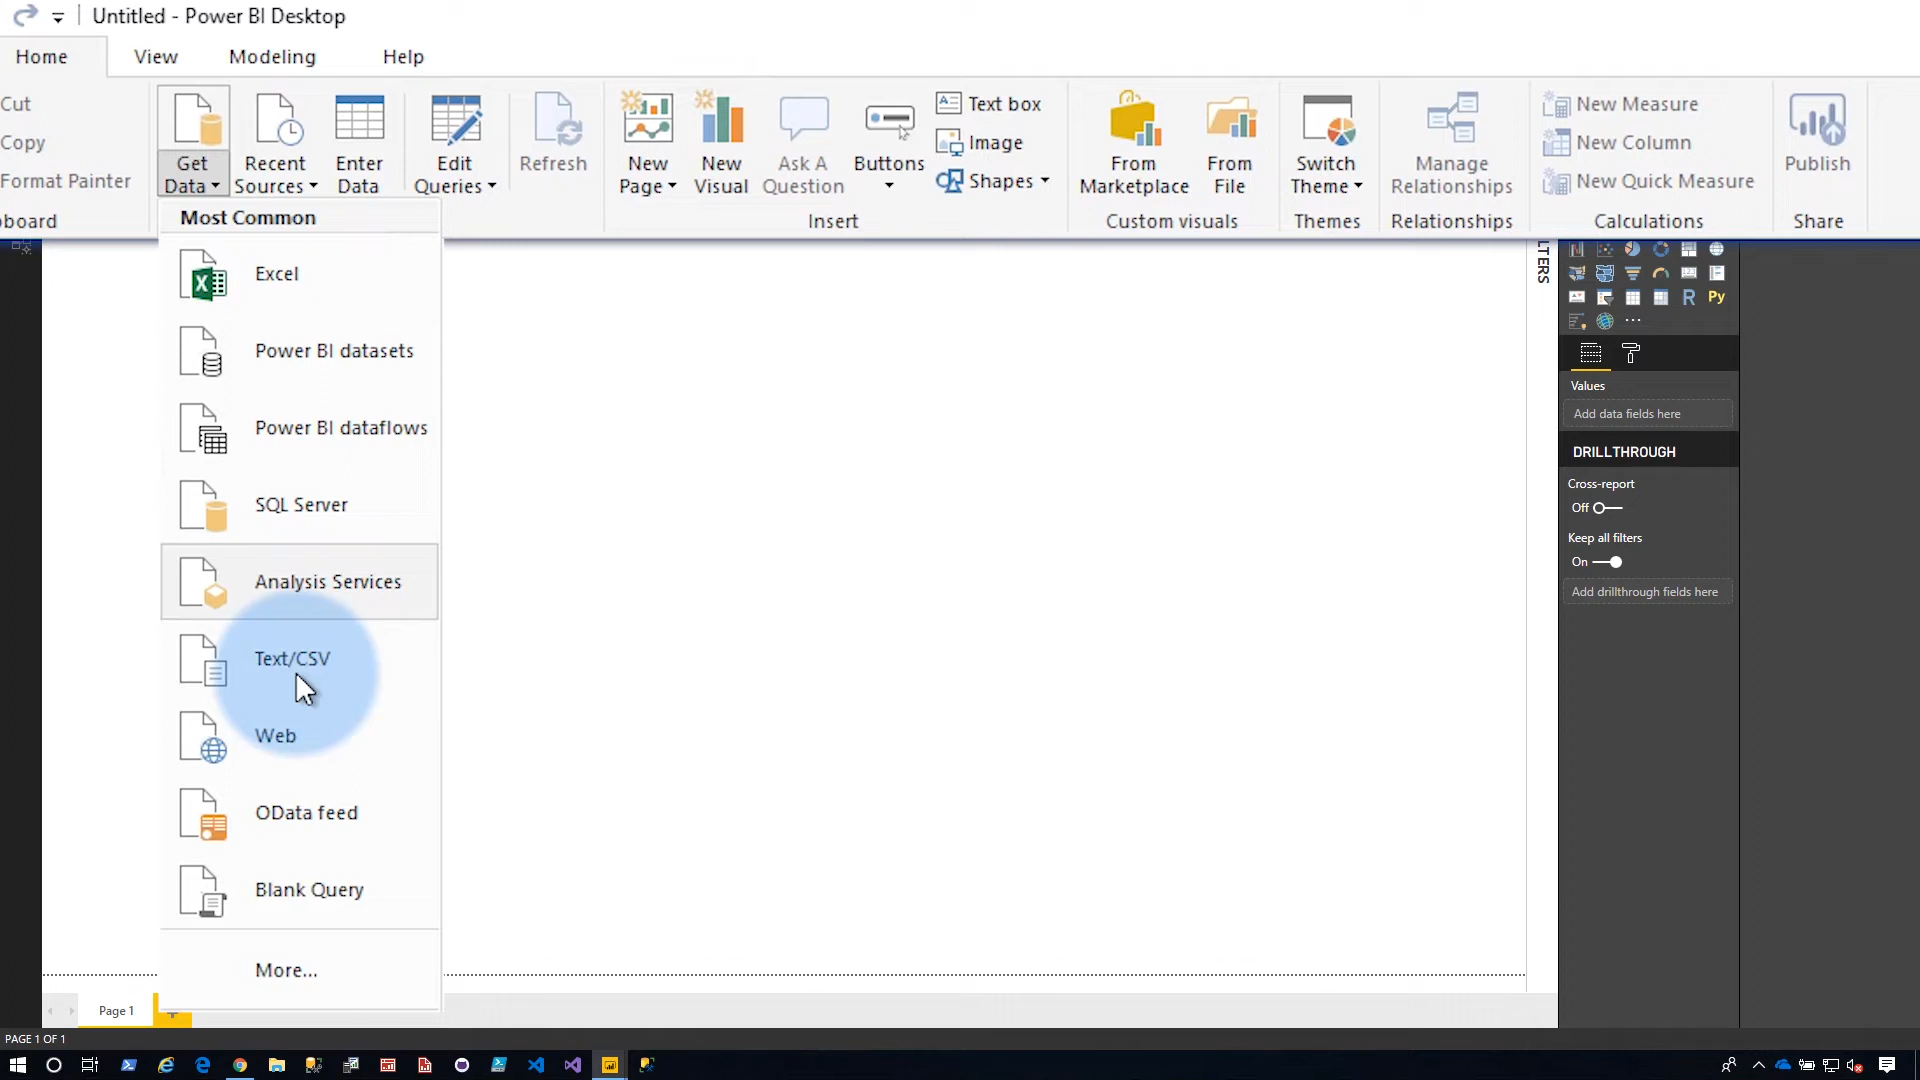 Untitled - Power BI Desktop
Home View Modeling Help
Cut
Copy
Format Painter
board
Get Data
Recent Sources
Enter Data
Edit Queries
Refresh
New Page
New Visual
Ask A Question
Buttons
Text box
Image
Shapes
Insert
From Marketplace
From File
Custom visuals
Switch Theme
Themes
Manage Relationships
Relationships
New Measure
New Column
New Quick Measure
Calculations
Publish
Share
Most Common
Excel
Power BI datasets
Power BI dataflows
SQL Server
Analysis Services
Text/CSV
Web
OData feed
Blank Query
More...
LTERS
R Py
Values
Add data fields here
DRILLTHROUGH
Cross-report
Off
Keep all filters
On
Add drillthrough fields here
Page 1
PAGE 1 OF 1